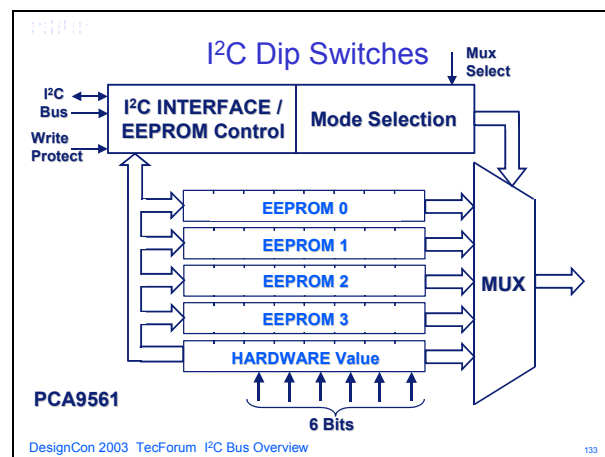 I²C Dip Switches
Mux
Select
I²C
Bus
Write
Protect
I²C INTERFACE /
EEPROM Control
Mode Selection
EEPROM 0
EEPROM 1
EEPROM 2
EEPROM 3
HARDWARE Value
MUX
PCA9561
6 Bits
DesignCon 2003 TecForum I²C Bus Overview
133